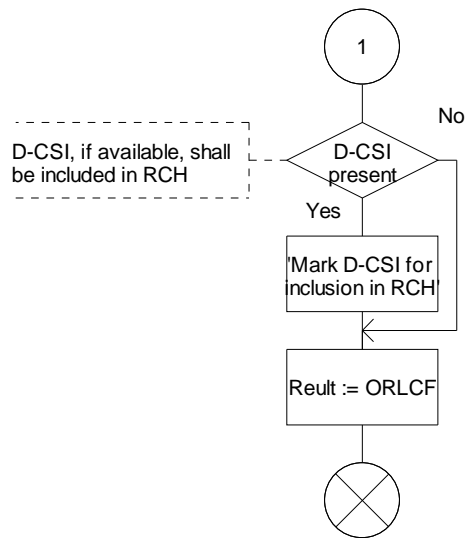 1
No
D-CSI, if available, shall
be included in RCH
D-CSI
present
Yes
'Mark D-CSI for
inclusion in RCH'
Reult := ORLCF